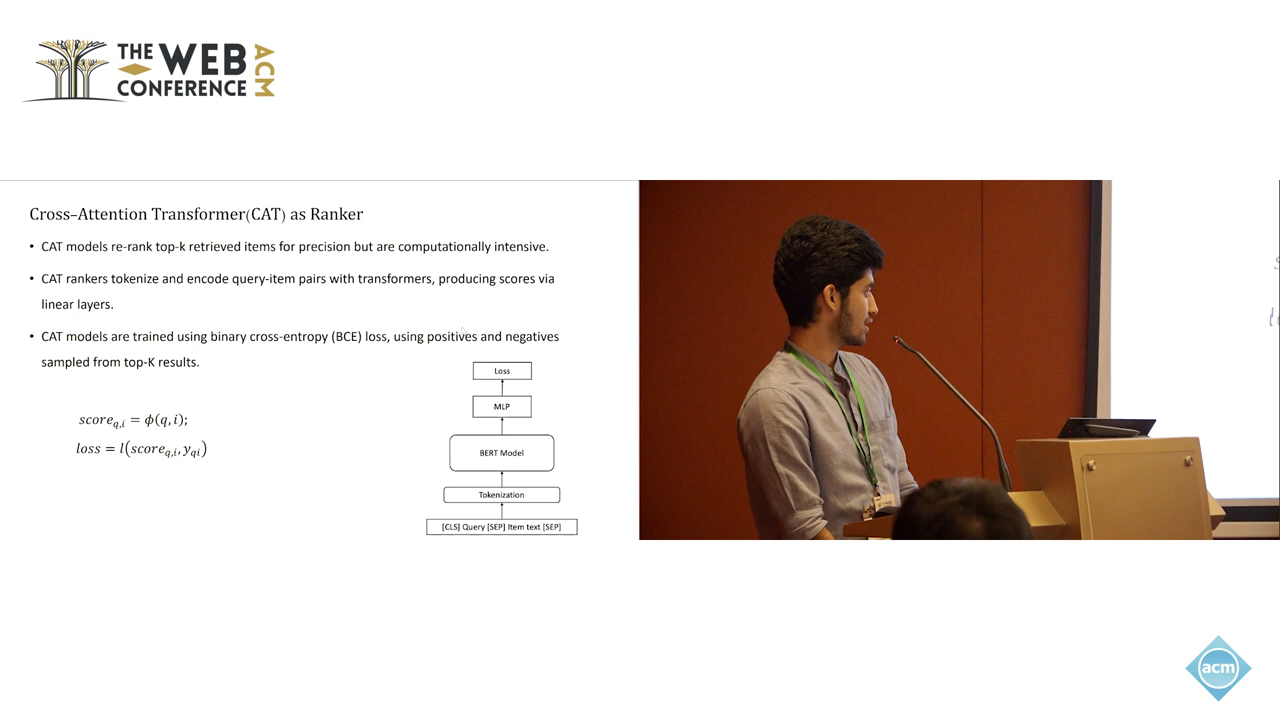 THE WEB
CONFERENCE
ACM
Cross–Attention Transformer(CAT) as Ranker
• CAT models re-rank top-k retrieved items for precision but are computationally intensive.
• CAT rankers tokenize and encode query-item pairs with transformers, producing scores via
linear layers.
• CAT models are trained using binary cross-entropy (BCE) loss, using positives and negatives
sampled from top-K results.
score_{q,i} = ϕ(q, i);
loss = l(score_{q,i}, y_{qi})
Loss
MLP
BERT Model
Tokenization
[CLS] Query [SEP] Item text [SEP]
acm